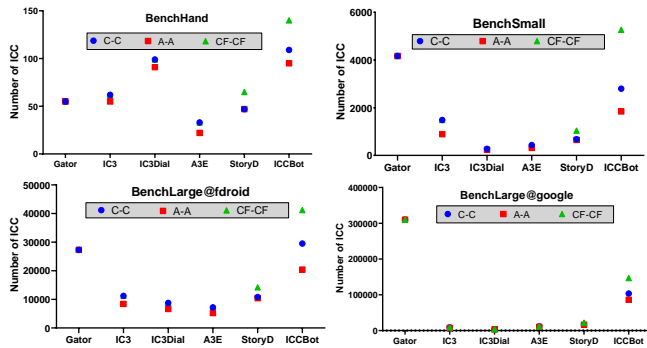 BenchHand
C-C A-A CF-CF
Number of ICC
150
100
50
0
Gator IC3 IC3Dial A3E StoryD ICCBot
BenchSmall
C-C A-A CF-CF
Number of ICC
6000
4000
2000
0
Gator IC3 IC3Dial A3E StoryD ICCBot
BenchLarge@fdroid
C-C A-A CF-CF
Number of ICC
50000
40000
30000
20000
10000
0
Gator IC3 IC3Dial A3E StoryD ICCBot
BenchLarge@google
C-C A-A CF-CF
Number of ICC
400000
300000
200000
100000
0
Gator IC3 IC3Dial A3E StoryD ICCBot